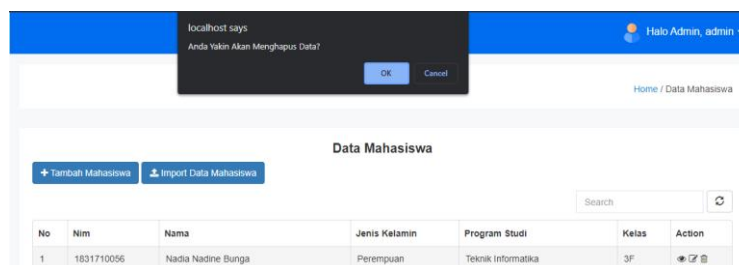 localhost says
Anda Yakin Akan Menghapus Data?
OK Cancel
Halo Admin, admin
Home / Data Mahasiswa
Data Mahasiswa
Tambah Mahasiswa Import Data Mahasiswa
Search
No Nim Nama Jenis Kelamin Program Studi Kelas Action
1 1831710056 Nadia Nadine Bunga Perempuan Teknik Informatika 3F